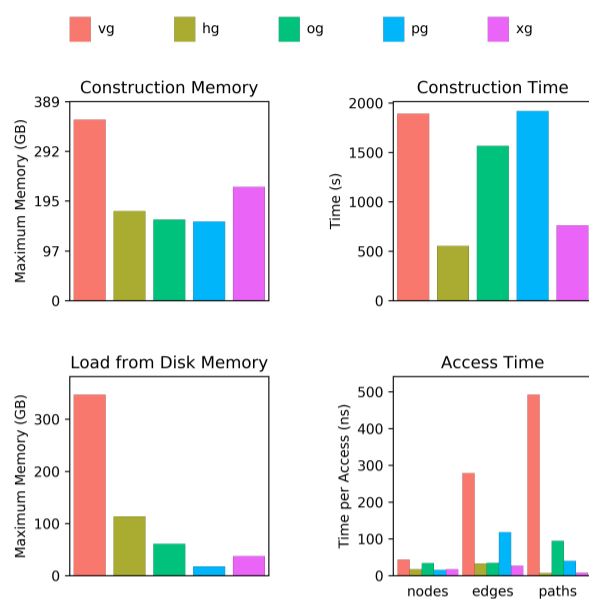 vg hg og pg xg
Construction Memory
Maximum Memory (GB)
389
292
195
97
0
Construction Time
Time (s)
2000
1500
1000
500
0
Load from Disk Memory
Maximum Memory (GB)
300
200
100
0
Access Time
Time per Access (ns)
500
400
300
200
100
0
nodes edges paths